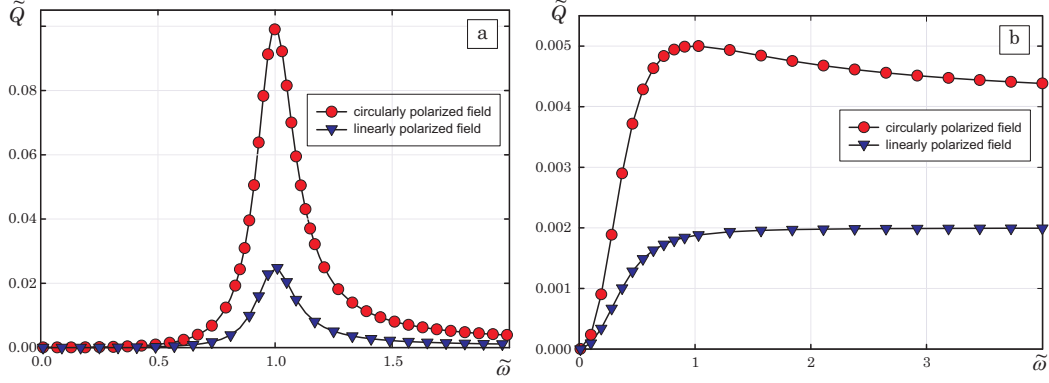 Q̃
a
0.08
0.06
0.04
0.02
0.00
0.0 0.5 1.0 1.5
ω̃
circularly polarized field
linearly polarized field
Q̃
b
0.005
0.004
0.003
0.002
0.001
0.000
0 1 2 3
ω̃
circularly polarized field
linearly polarized field